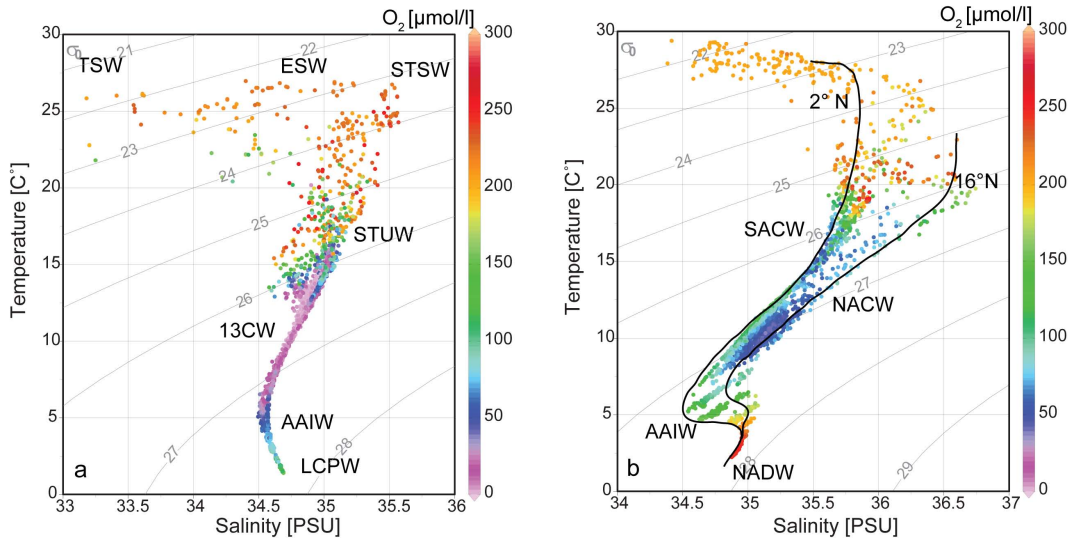 O2 [µmol/l]
30
25
20
15
10
5
0
Temperature [C°]
33
33.5
34
34.5
35
35.5
36
Salinity [PSU]
σ0
TSW
ESW
STSW
STUW
13CW
AAIW
LCPW
21
22
23
24
25
26
27
28
a
300
250
200
150
100
50
0
O2 [µmol/l]
30
25
20
15
10
5
0
Temperature [C°]
34
34.5
35
35.5
36
36.5
37
Salinity [PSU]
σ0
2° N
16°N
SACW
NACW
AAIW
NADW
22
23
24
25
26
27
28
29
b
300
250
200
150
100
50
0